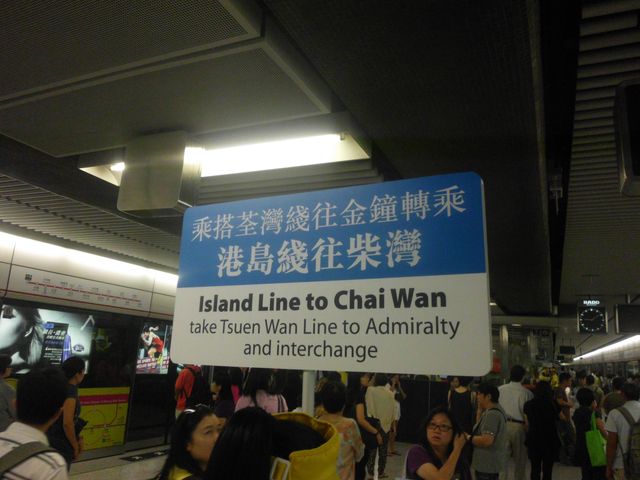 乘搭荃灣綫往金鐘轉乘
港島綫往柴灣
Island Line to Chai Wan
take Tsuen Wan Line to Admiralty
and interchange
RADO